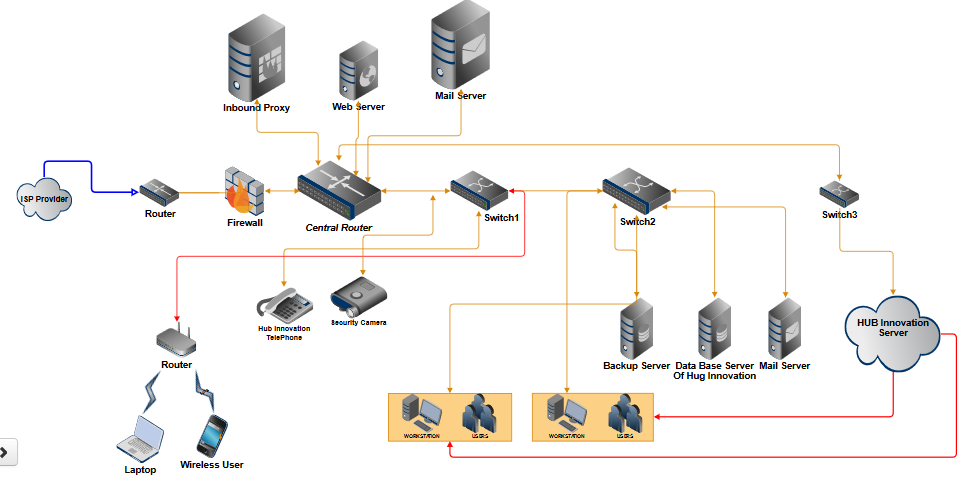 Inbound Proxy
Web Server
Mail Server
ISP Provider
Router
Firewall
Central Router
Switch1
Switch2
Switch3
Hub Innovation
TelePhone
Security Camera
Router
Backup Server
Data Base Server
Of Hug Innovation
Mail Server
HUB Innovation
Server
WORKSTATION
USERS
WORKSTATION
USERS
Laptop
Wireless User